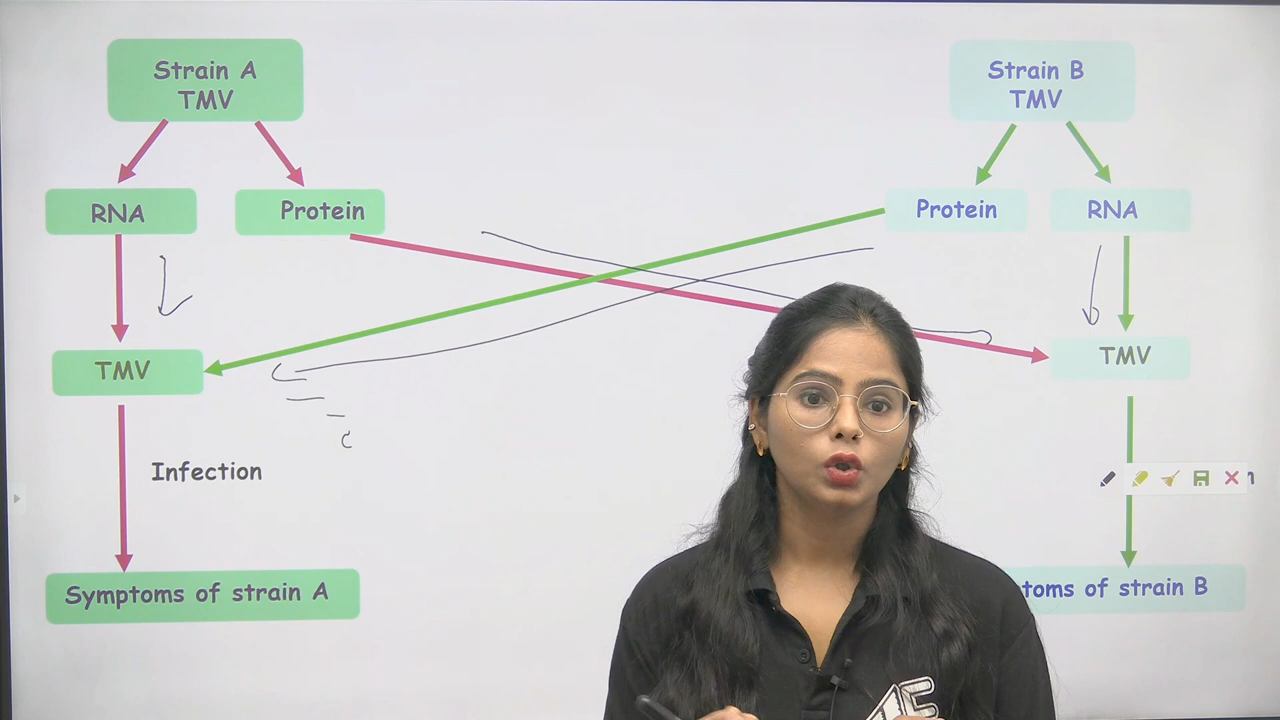 Strain A
TMV
Strain B
TMV
RNA
Protein
Protein
RNA
TMV
TMV
Infection
Symptoms of strain A
toms of strain B